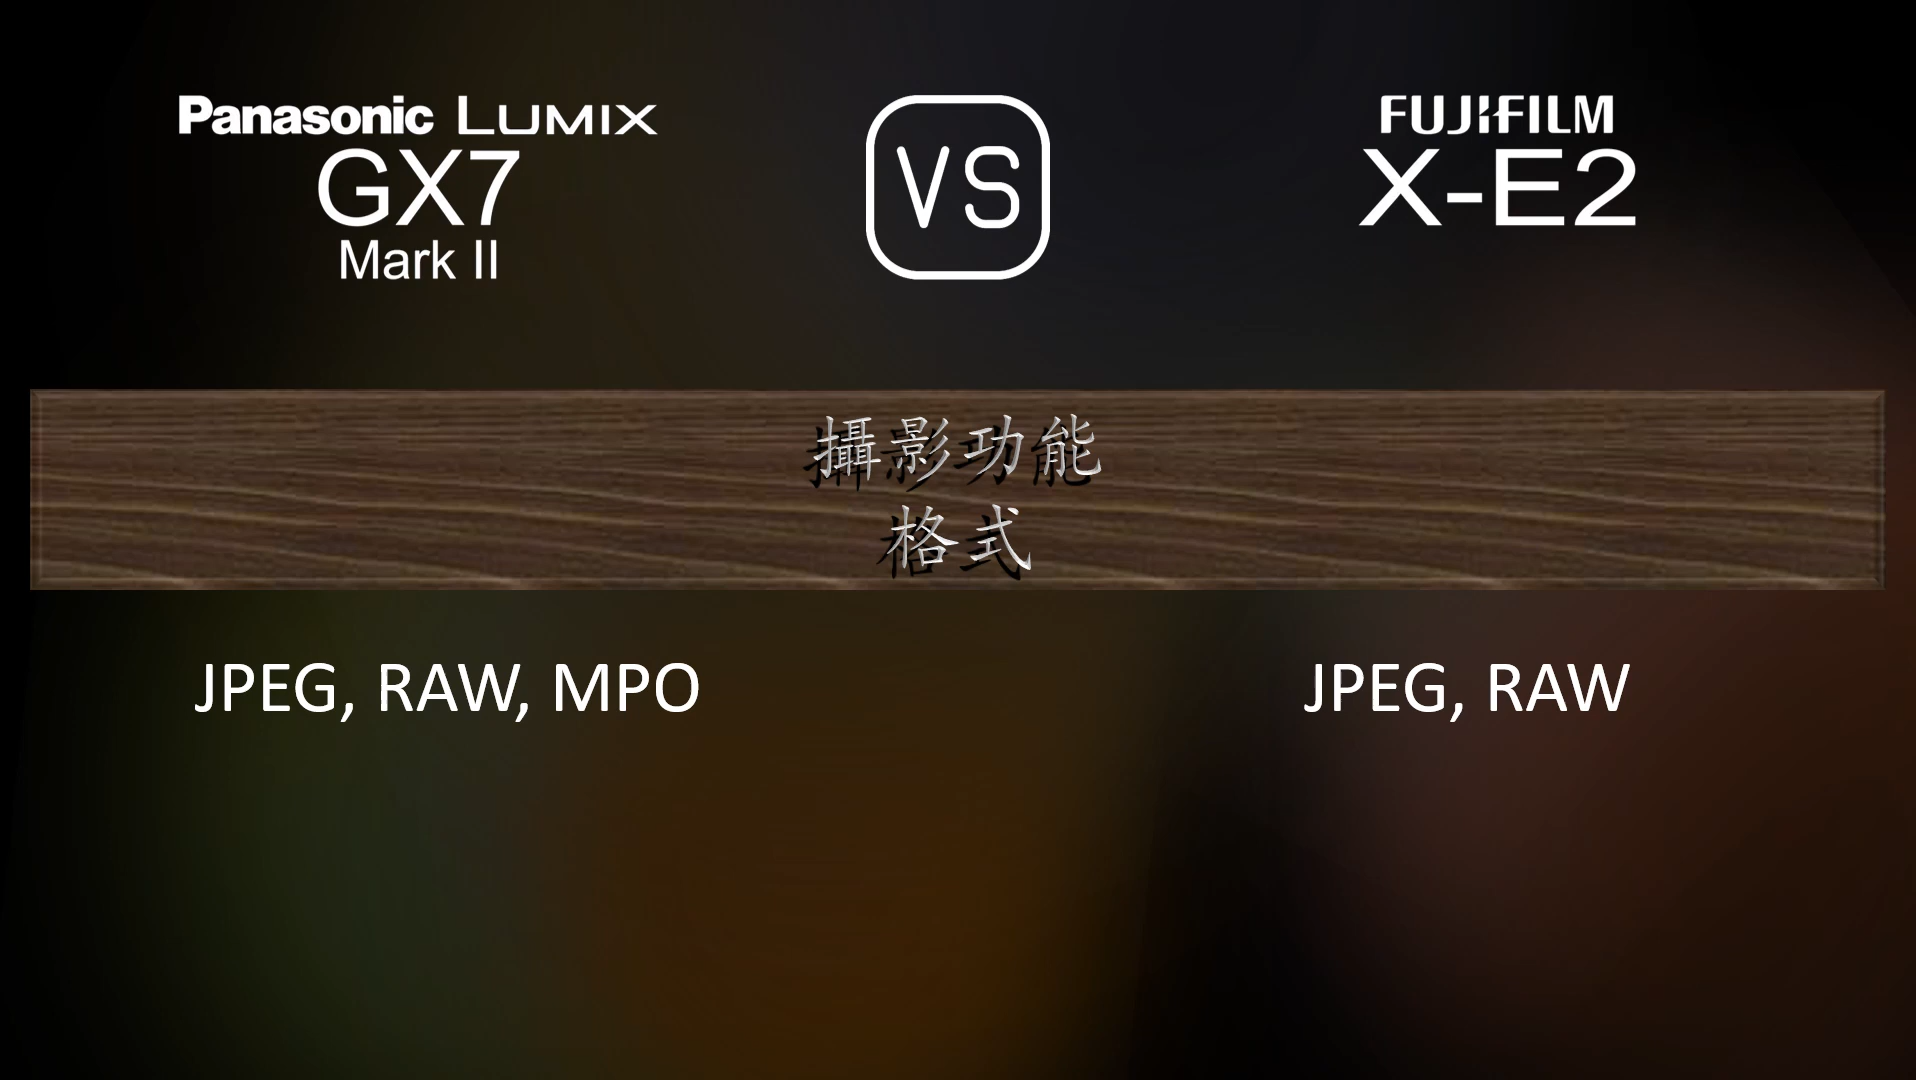 Panasonic LUMIX
GX7
Mark II
VS
FUJIFILM
X-E2
攝影功能
格式
JPEG, RAW, MPO
JPEG, RAW